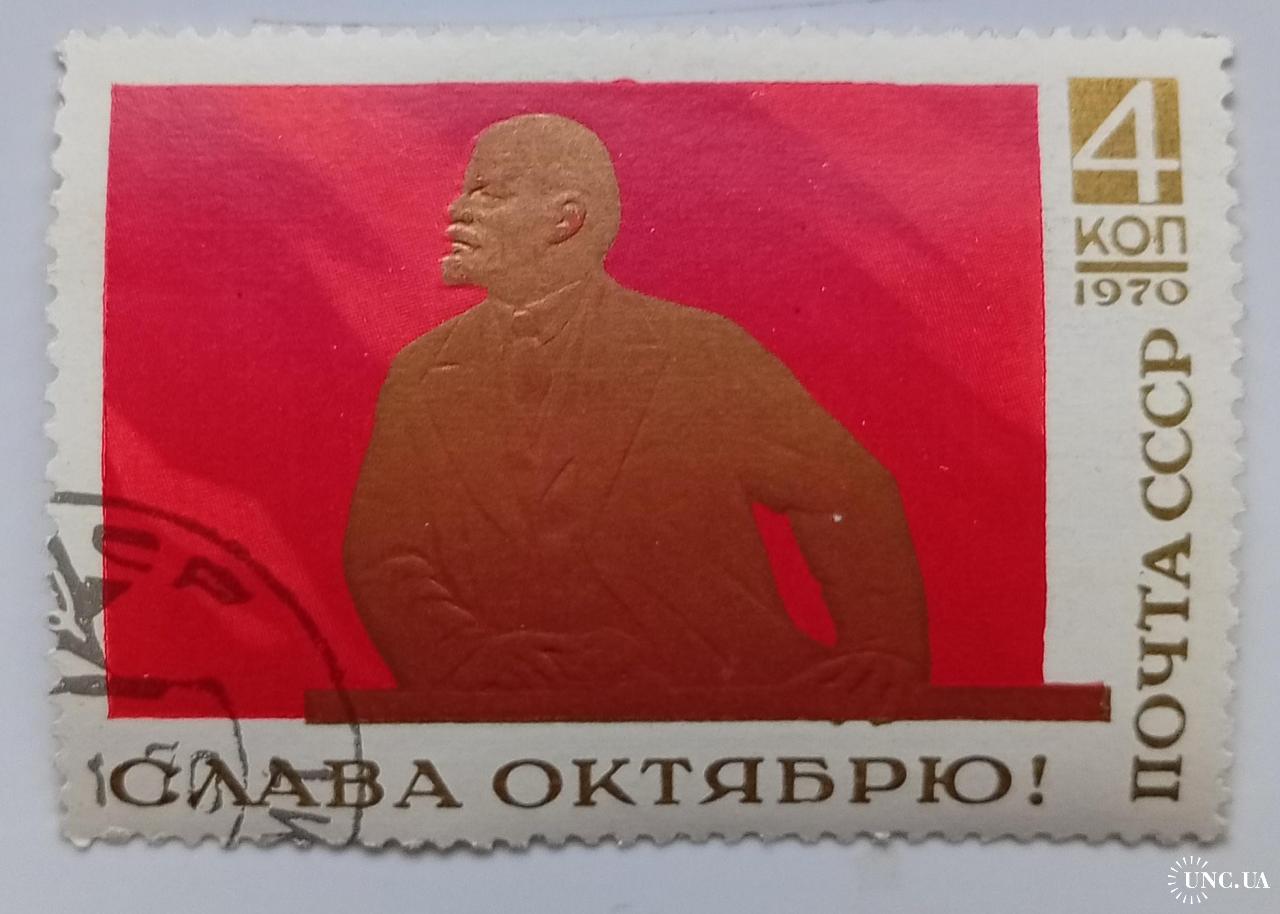 4
КОП
1970
ПОЧТА СССР
СЛАВА ОКТЯБРЮ!
UNC.UA